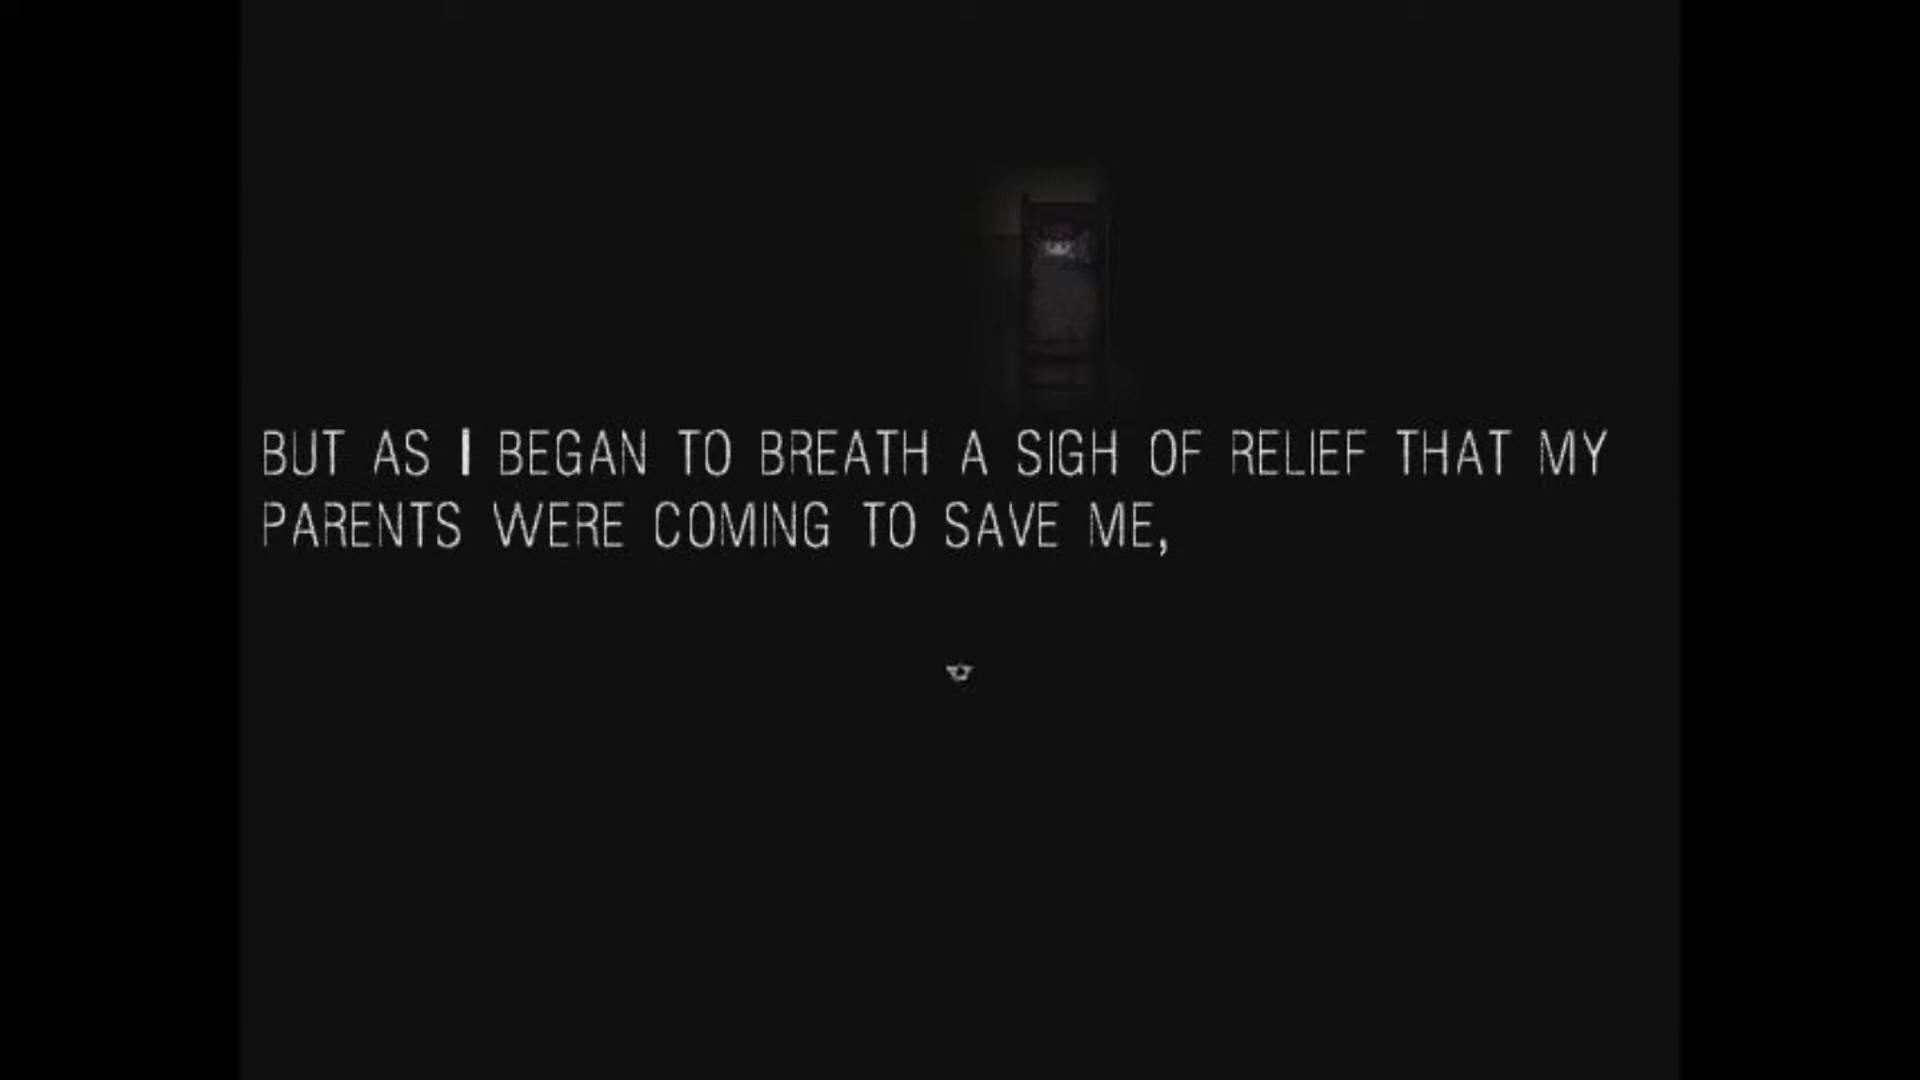 BUT AS I BEGAN TO BREATH A SIGH OF RELIEF THAT MY
PARENTS WERE COMING TO SAVE ME,